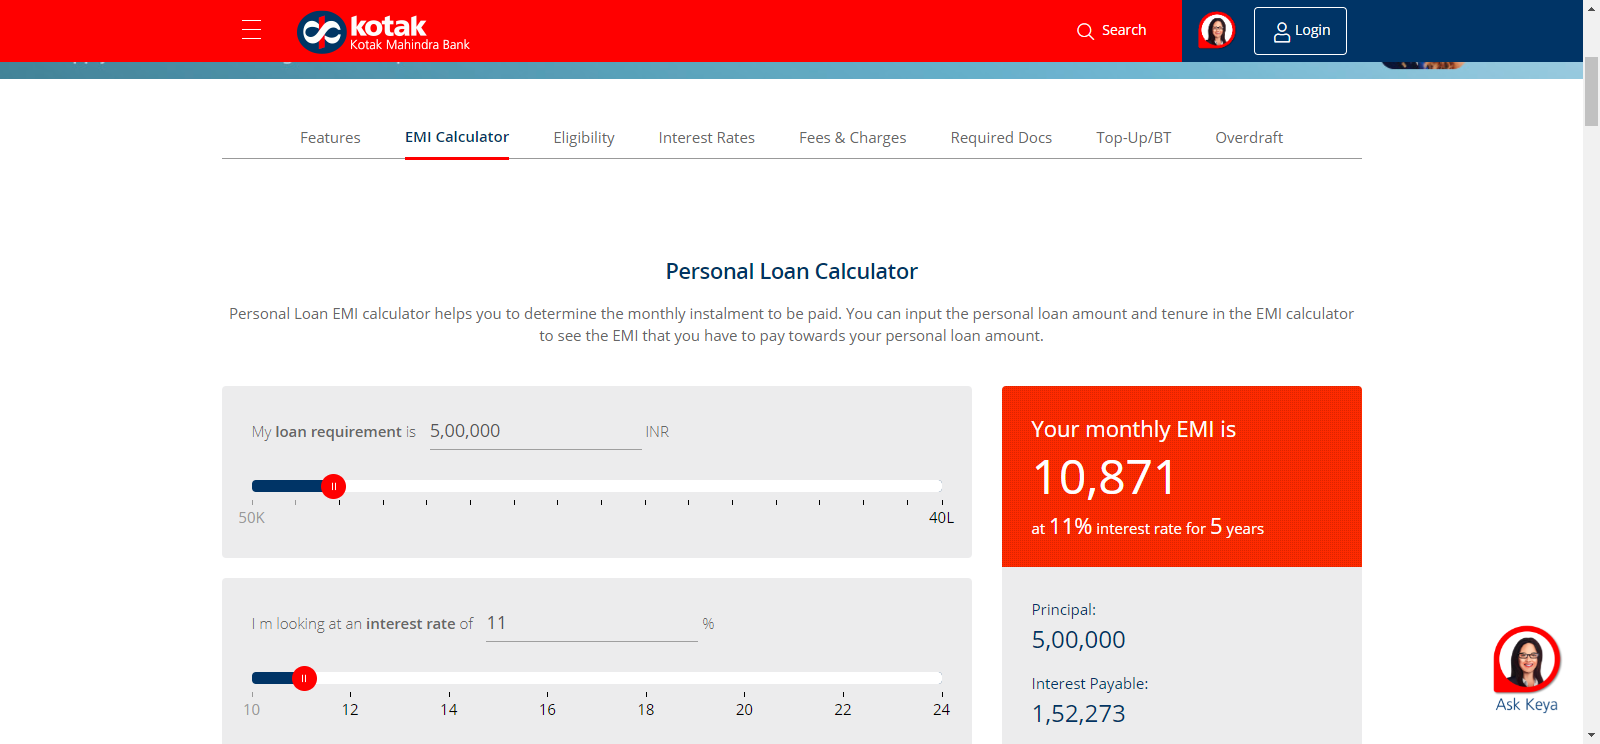 kotak
Kotak Mahindra Bank
Search
Login
Features
EMI Calculator
Eligibility
Interest Rates
Fees & Charges
Required Docs
Top-Up/BT
Overdraft
Personal Loan Calculator
Personal Loan EMI calculator helps you to determine the monthly instalment to be paid. You can input the personal loan amount and tenure in the EMI calculator
to see the EMI that you have to pay towards your personal loan amount.
My loan requirement is 5,00,000 INR
50K 40L
I m looking at an interest rate of 11 %
10 12 14 16 18 20 22 24
Your monthly EMI is
10,871
at 11% interest rate for 5 years
Principal:
5,00,000
Interest Payable:
1,52,273
Ask Keya